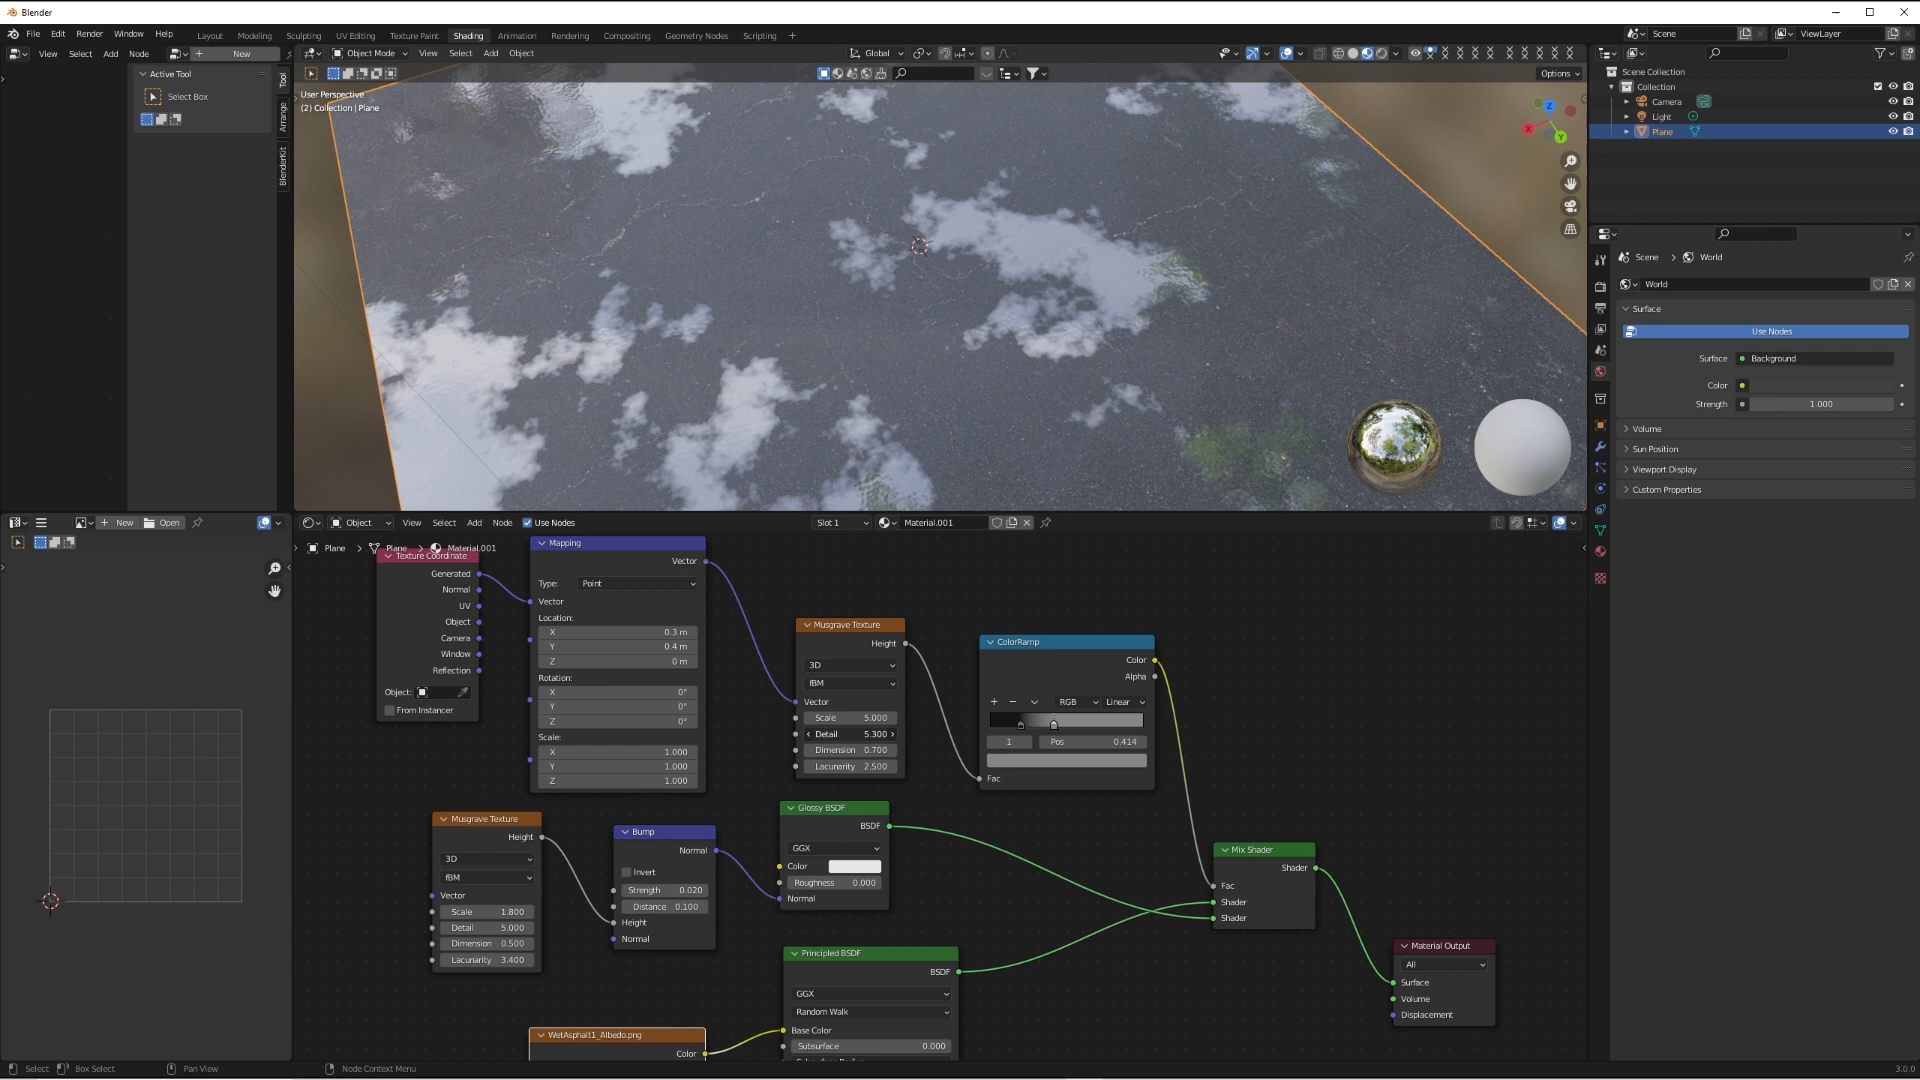 Blender
File Edit Render Window Help Layout Modeling Sculpting UV Editing Texture Paint Shading Animation Rendering Compositing Geometry Nodes Scripting +
Scene
ViewLayer
View Select Add Node
+ New
Object Mode View Select Add Object
Global
Active Tool
Select Box
Tool
Arrange
BlenderKit
Options
User Perspective
(2) Collection | Plane
Z
X
Y
Scene Collection
Collection
Camera
Light
Plane
Scene > World
World
Surface
Use Nodes
Surface Background
Color
Strength 1.000
Volume
Sun Position
Viewport Display
Custom Properties
+ New Open
Object View Select Add Node Use Nodes
Slot 1 Material.001
Plane > Plane > Material.001
Texture Coordinate
Generated
Normal
UV
Object
Camera
Window
Reflection
Object:
From Instancer
Mapping
Vector
Type: Point
Vector
Location:
X 0.3 m
Y 0.4 m
Z 0 m
Rotation:
X 0°
Y 0°
Z 0°
Scale:
X 1.000
Y 1.000
Z 1.000
Musgrave Texture
Height
3D
fBM
Vector
Scale 5.000
Detail 5.300
Dimension 0.700
Lacunarity 2.500
ColorRamp
Color
Alpha
+ − RGB Linear
1 Pos 0.414
Fac
Musgrave Texture
Height
3D
fBM
Vector
Scale 1.800
Detail 5.000
Dimension 0.500
Lacunarity 3.400
Bump
Normal
Invert
Strength 0.020
Distance 0.100
Height
Normal
Glossy BSDF
BSDF
GGX
Color
Roughness 0.000
Normal
Mix Shader
Shader
Fac
Shader
Shader
Principled BSDF
BSDF
GGX
Random Walk
Base Color
Subsurface 0.000
Material Output
All
Surface
Volume
Displacement
WetAsphalt1_Albedo.png
Color
Select Box Select Pan View Node Context Menu
3.0.0